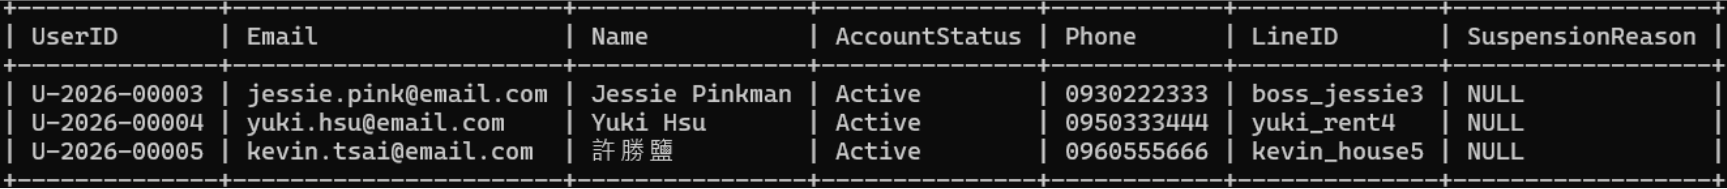 | UserID | Email | Name | AccountStatus | Phone | LineID | SuspensionReason |
| U-2026-00003 | jessie.pink@email.com | Jessie Pinkman | Active | 0930222333 | boss_jessie3 | NULL |
| U-2026-00004 | yuki.hsu@email.com | Yuki Hsu | Active | 0950333444 | yuki_rent4 | NULL |
| U-2026-00005 | kevin.tsai@email.com | 許勝鹽 | Active | 0960555666 | kevin_house5 | NULL |